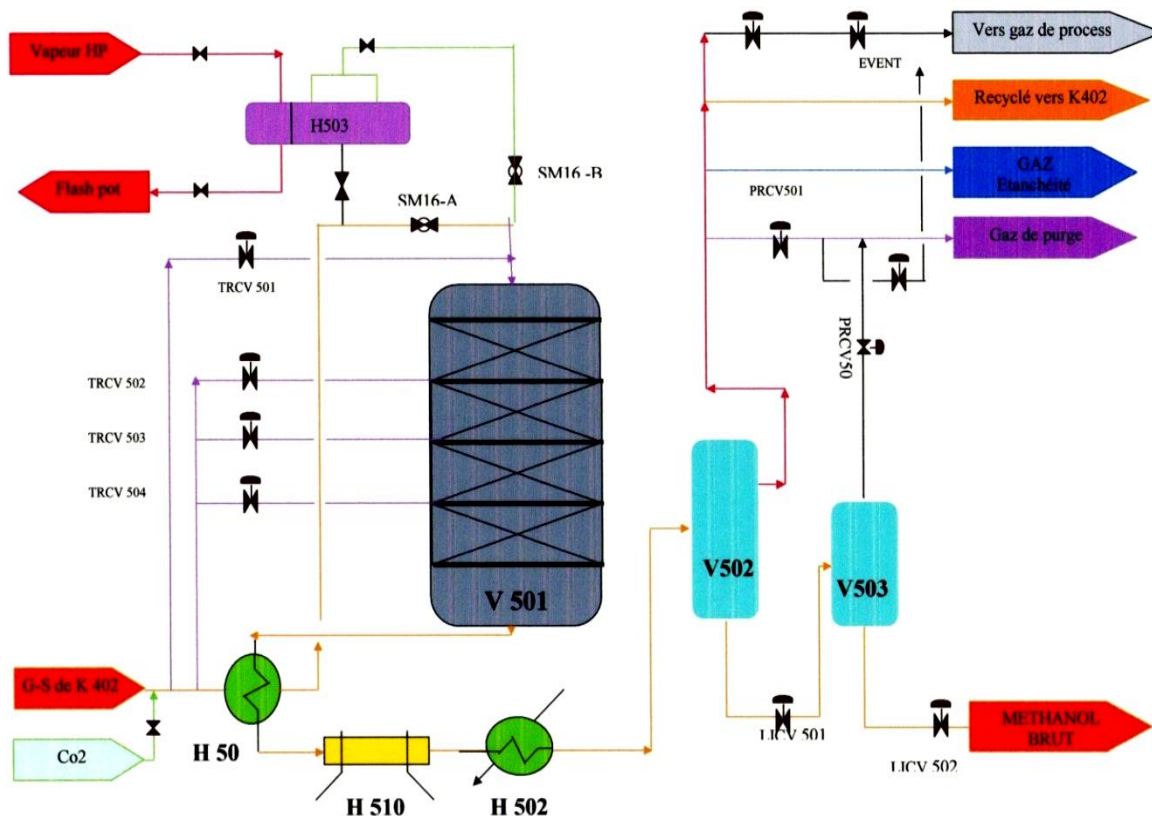 Vapeur HP
Vers gaz de process
EVENT
Recyclé vers K402
H503
SM16 -B
GAZ
Etanchéité
Flash pot
PRCV501
SM16-A
Gaz de purge
TRCV 501
PRCV50
TRCV 502
TRCV 503
TRCV 504
V502
V503
V 501
G-S de K 402
METHANOL
BRUT
LICV 501
Co2
H 50
LICV 502
H 510
H 502